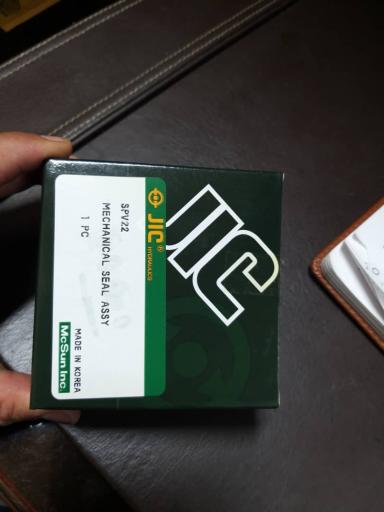 JIC
JIC®
HYDRAULICS
SPV22
MECHANICAL SEAL ASSY
1 PC
MADE IN KOREA
McSun Inc.